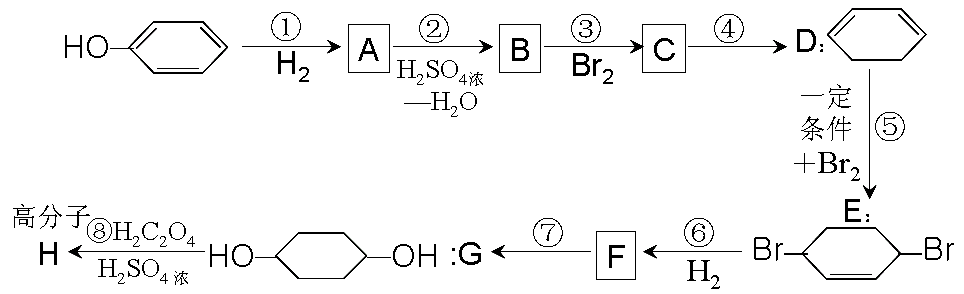 HO ① H₂ A ② H₂SO₄浓 —H₂O B ③ Br₂ C ④ D:
一定
条件 ⑤
+Br₂
E:
高分子
H ⑧H₂C₂O₄ H₂SO₄浓 HO OH :G ⑦ F ⑥ H₂ Br Br